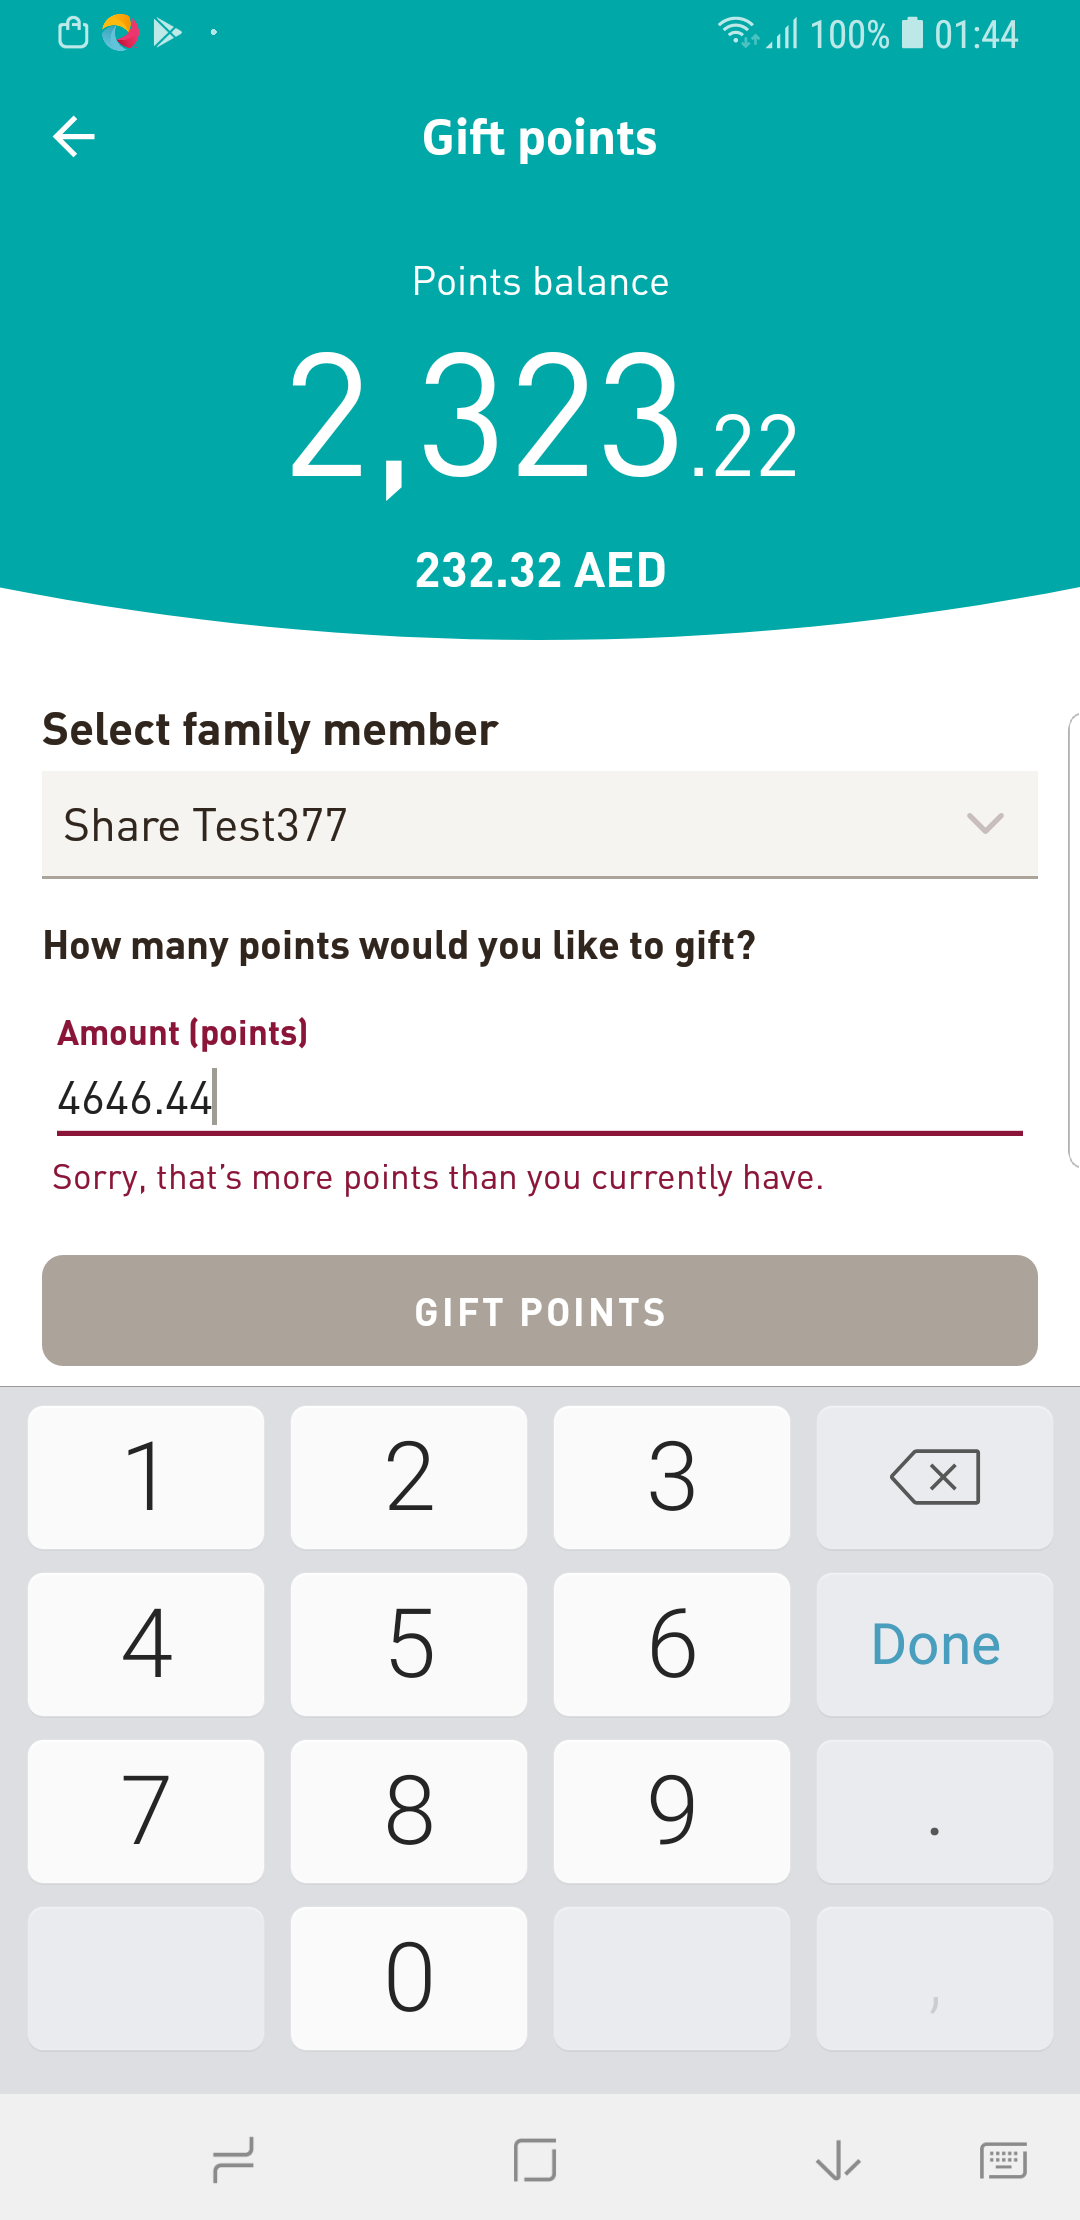 100% 01:44
Gift points
Points balance
2,323.22
232.32 AED
Select family member
Share Test377
How many points would you like to gift?
Amount (points)
4646.44
Sorry, that's more points than you currently have.
GIFT POINTS
1 2 3
4 5 6 Done
7 8 9 .
0 ,